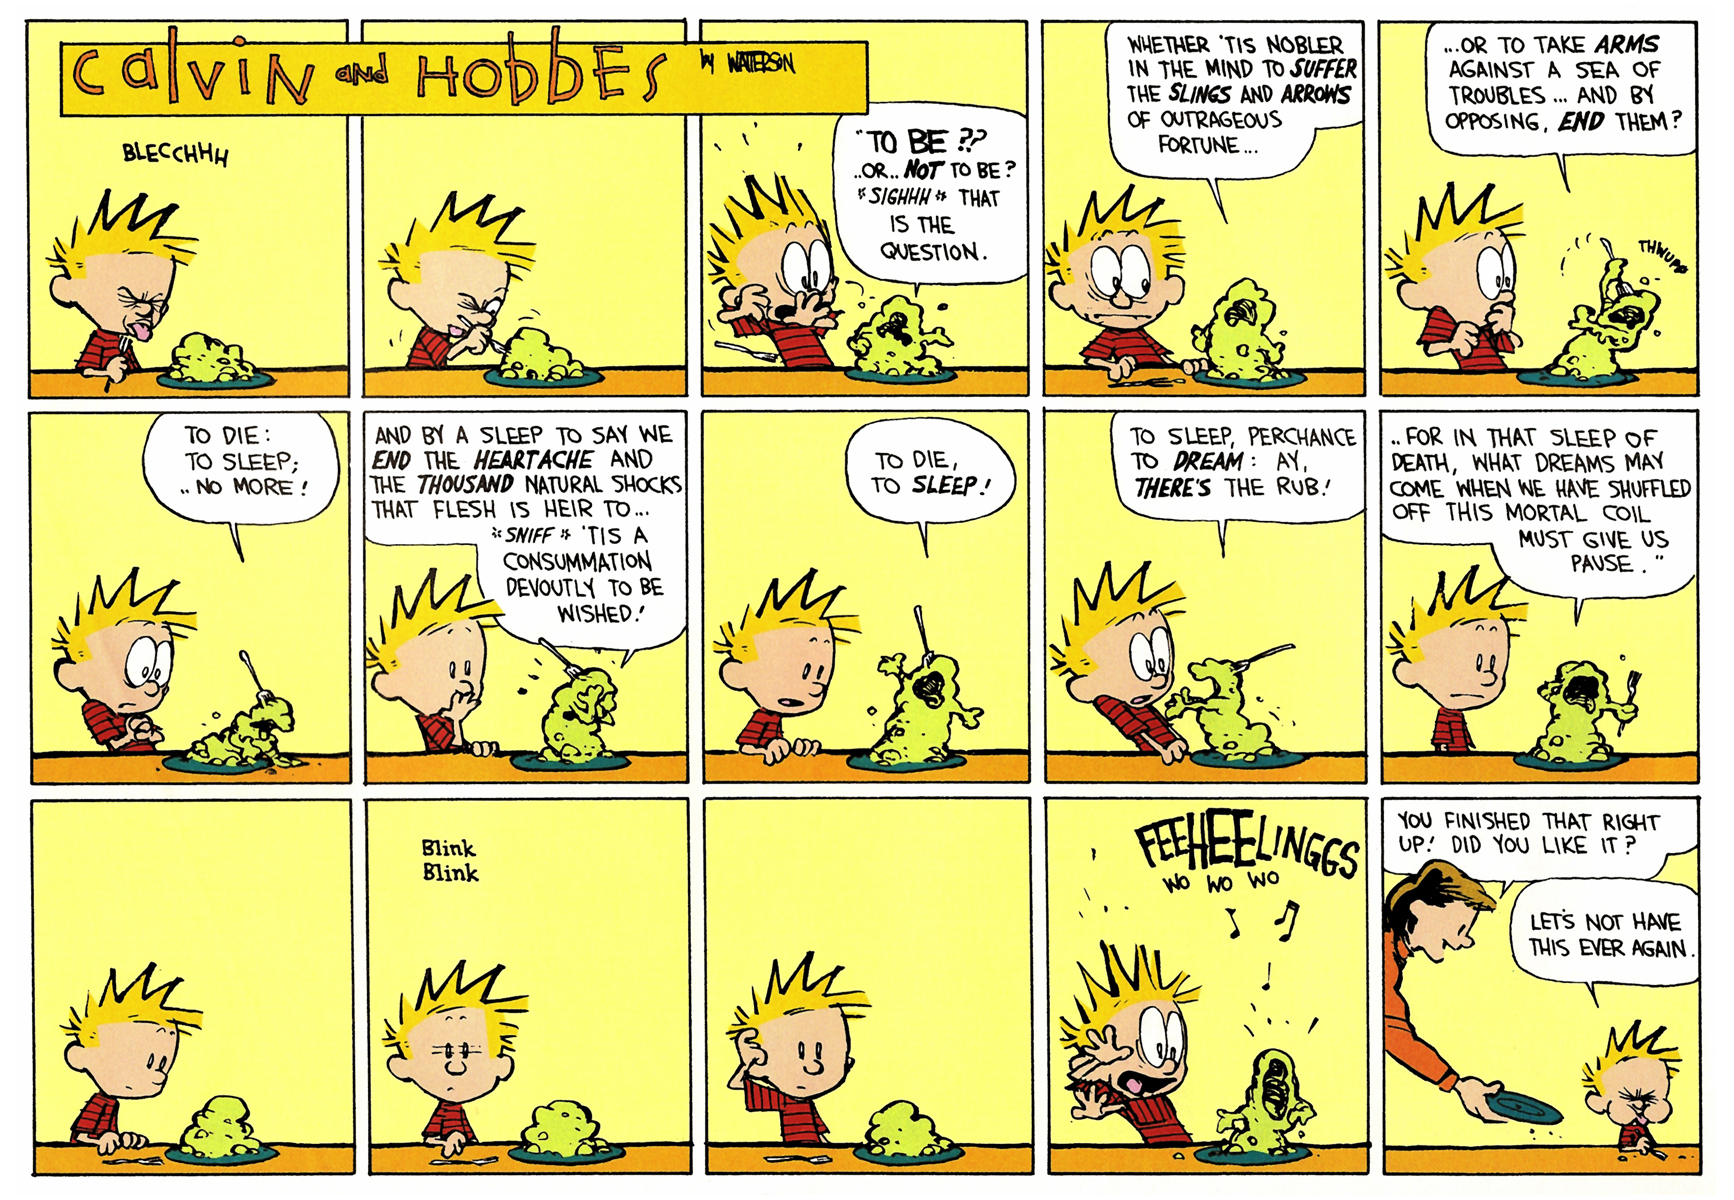 Calvin and HobbEs by WATTERSON
BLECCHHH
"TO BE ??
..OR.. NOT TO BE?
*SIGHHH* THAT
IS THE
QUESTION.
WHETHER 'TIS NOBLER
IN THE MIND TO SUFFER
THE SLINGS AND ARROWS
OF OUTRAGEOUS
FORTUNE...
...OR TO TAKE ARMS
AGAINST A SEA OF
TROUBLES... AND BY
OPPOSING, END THEM?
THWUPP
TO DIE:
TO SLEEP;
..NO MORE!
AND BY A SLEEP TO SAY WE
END THE HEARTACHE AND
THE THOUSAND NATURAL SHOCKS
THAT FLESH IS HEIR TO...
*SNIFF* 'TIS A
CONSUMMATION
DEVOUTLY TO BE
WISHED!
TO DIE,
TO SLEEP!
TO SLEEP, PERCHANCE
TO DREAM: AY,
THERE'S THE RUB!
..FOR IN THAT SLEEP OF
DEATH, WHAT DREAMS MAY
COME WHEN WE HAVE SHUFFLED
OFF THIS MORTAL COIL
MUST GIVE US
PAUSE."
Blink
Blink
FEEHEELINGGS
WO WO WO
YOU FINISHED THAT RIGHT
UP! DID YOU LIKE IT?
LET'S NOT HAVE
THIS EVER AGAIN.